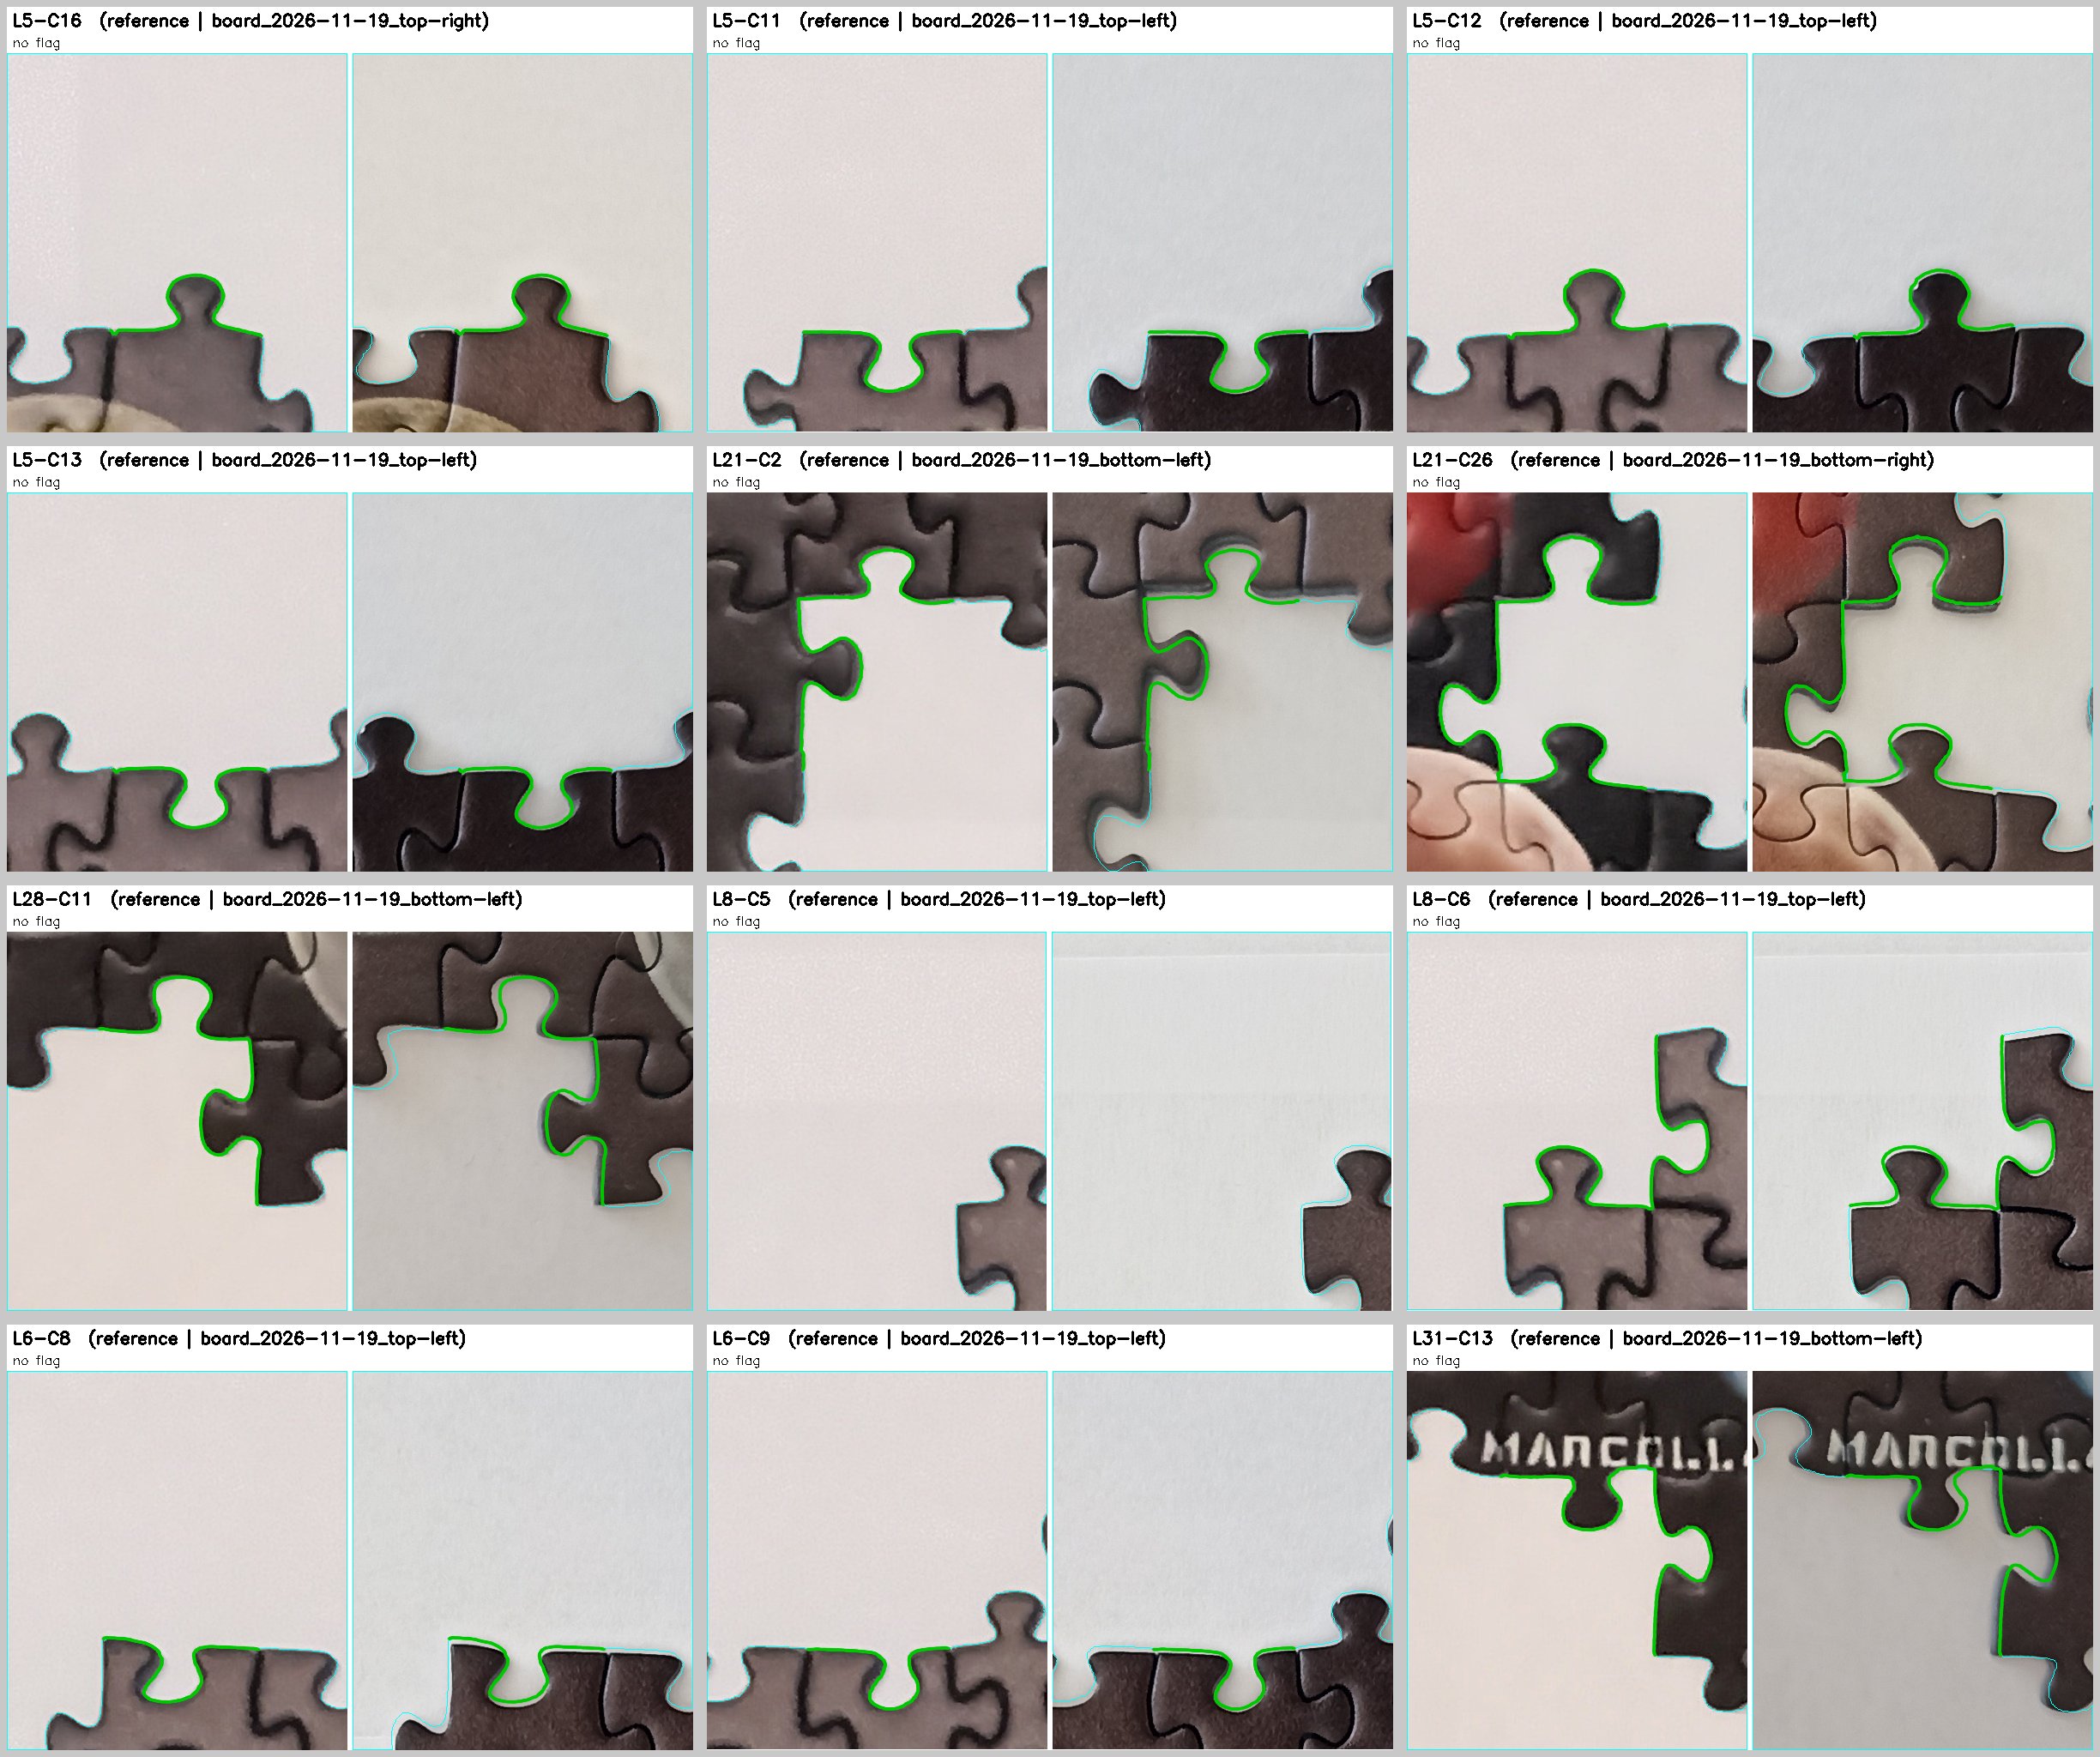 L5-C16 (reference | board_2026-11-19_top-right)
no flag
L5-C11 (reference | board_2026-11-19_top-left)
no flag
L5-C12 (reference | board_2026-11-19_top-left)
no flag
L5-C13 (reference | board_2026-11-19_top-left)
no flag
L21-C2 (reference | board_2026-11-19_bottom-left)
no flag
L21-C26 (reference | board_2026-11-19_bottom-right)
no flag
L28-C11 (reference | board_2026-11-19_bottom-left)
no flag
L8-C5 (reference | board_2026-11-19_top-left)
no flag
L8-C6 (reference | board_2026-11-19_top-left)
no flag
L6-C8 (reference | board_2026-11-19_top-left)
no flag
L6-C9 (reference | board_2026-11-19_top-left)
no flag
L31-C13 (reference | board_2026-11-19_bottom-left)
no flag